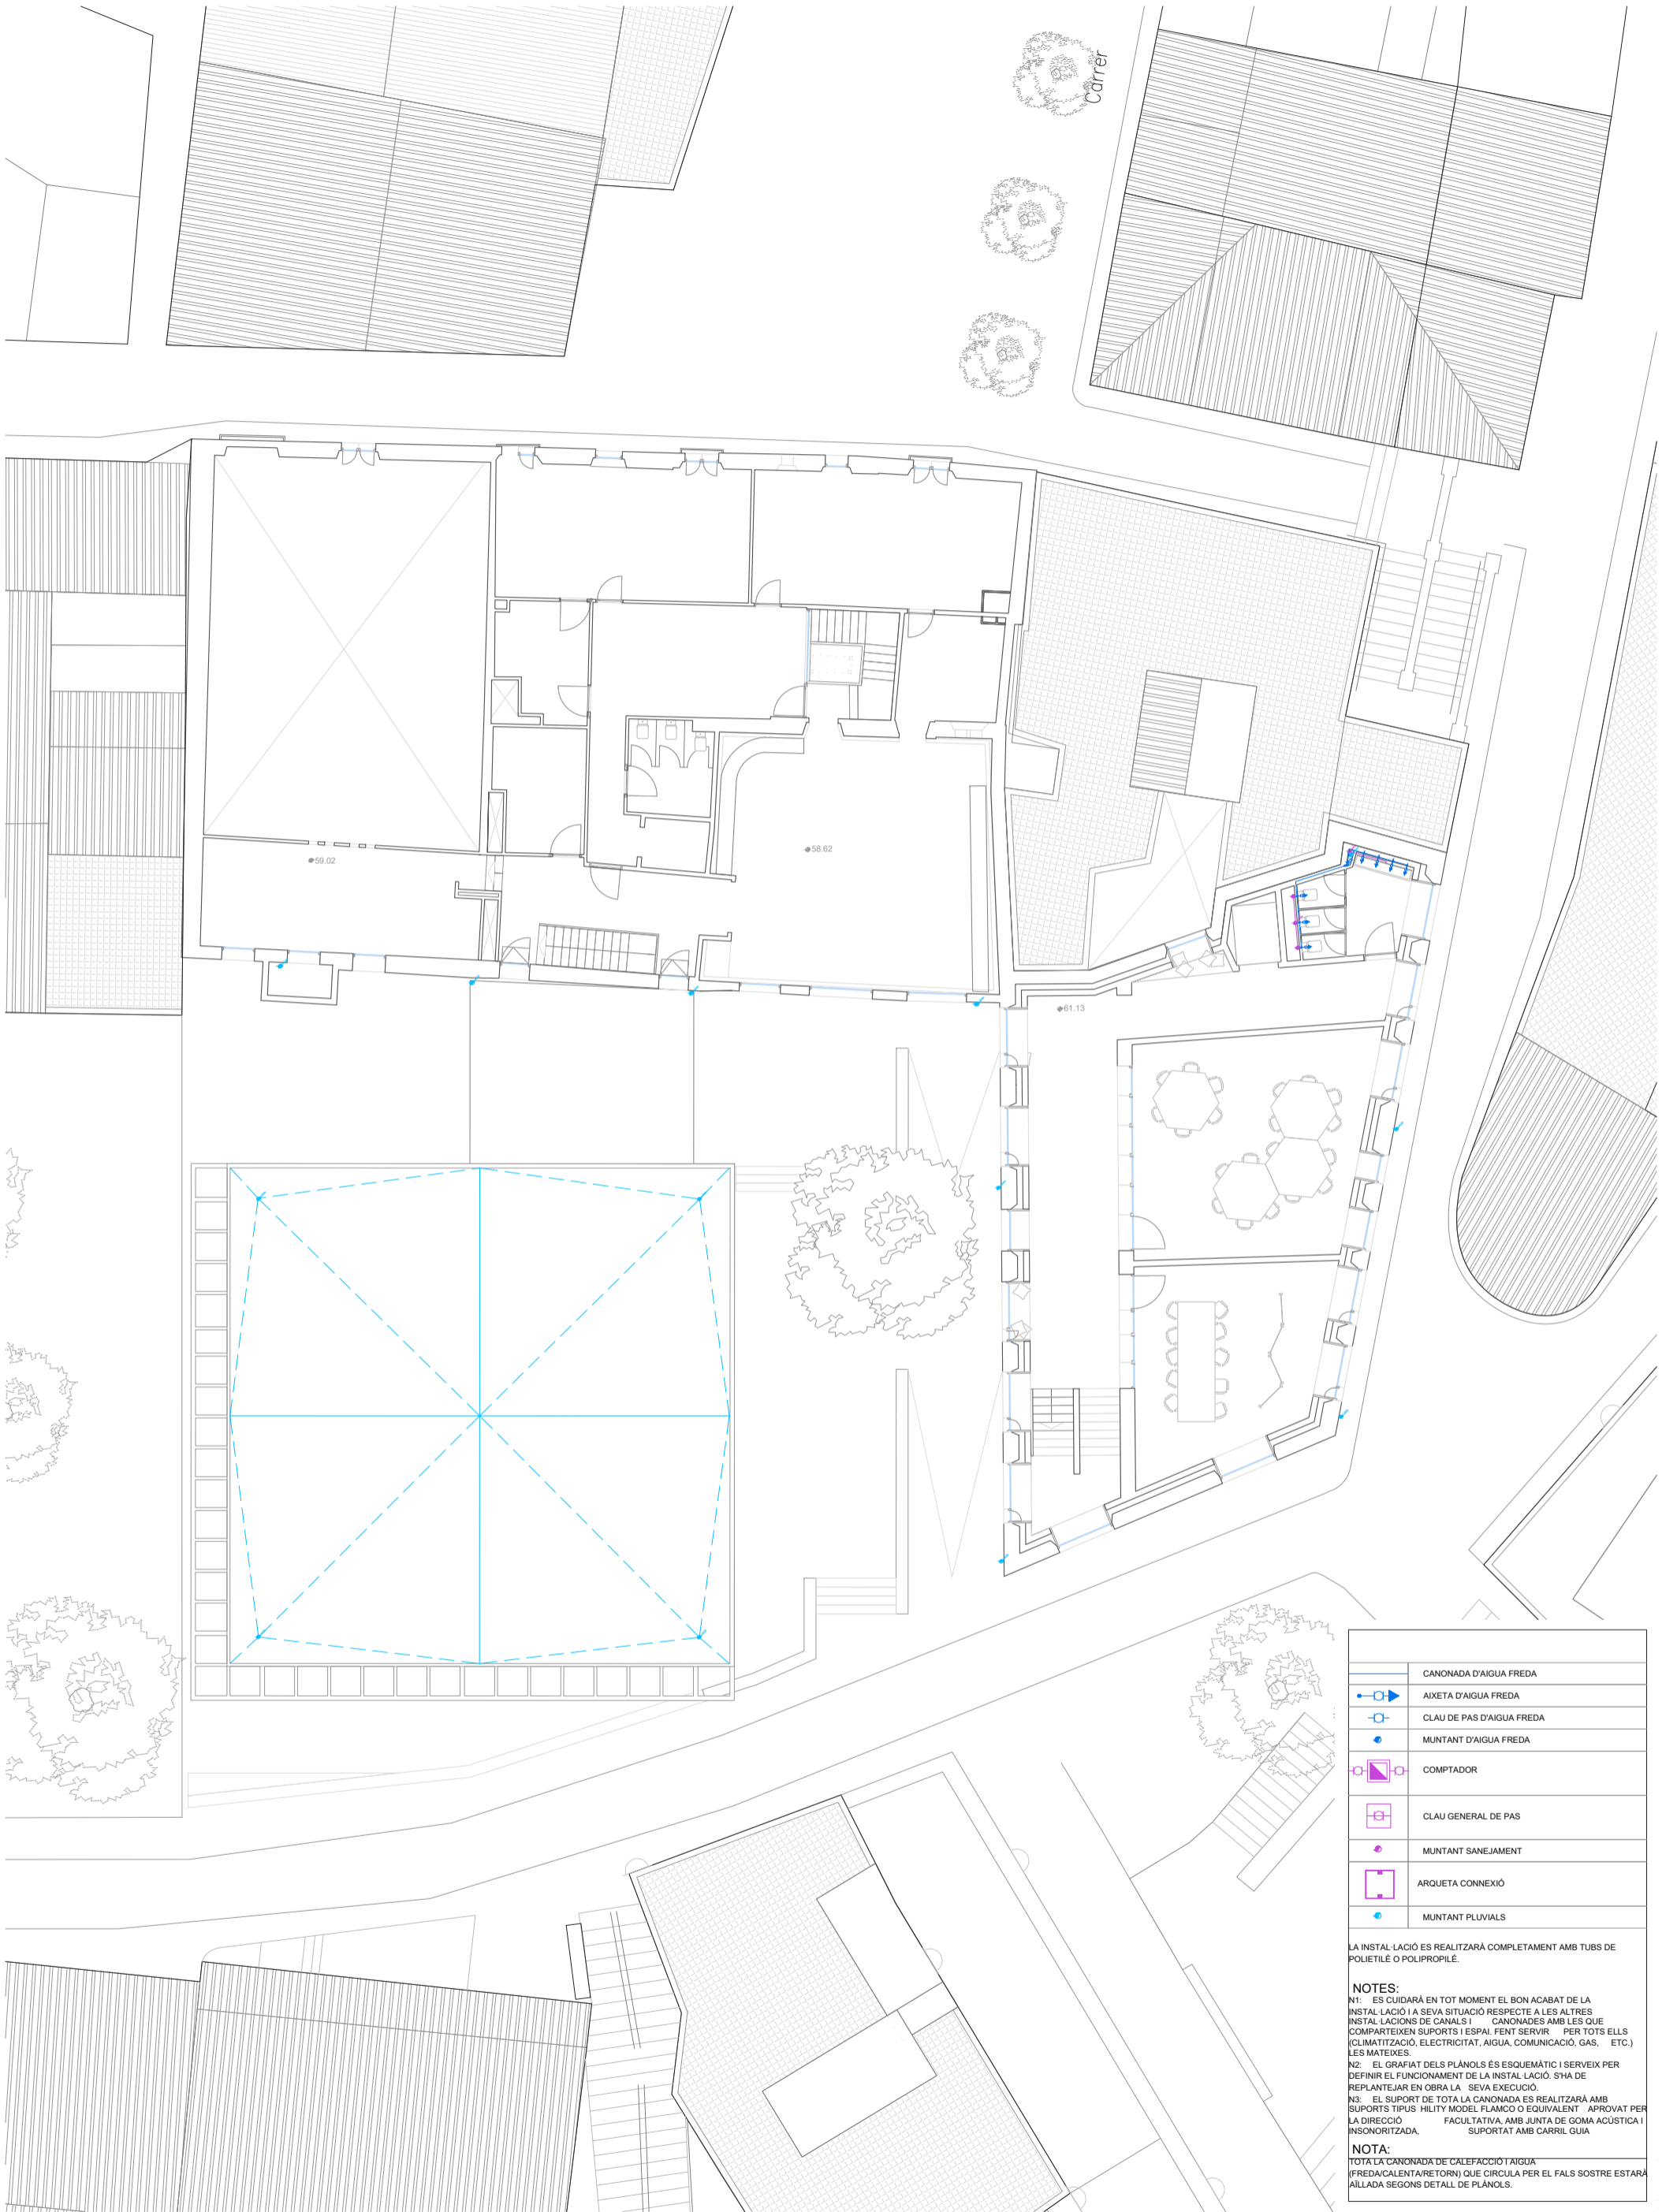 Carrer
59.02
58.62
61.13
CANONADA D'AIGUA FREDA
AIXETA D'AIGUA FREDA
CLAU DE PAS D'AIGUA FREDA
MUNTANT D'AIGUA FREDA
COMPTADOR
CLAU GENERAL DE PAS
MUNTANT SANEJAMENT
ARQUETA CONNEXIÓ
MUNTANT PLUVIALS
LA INSTAL·LACIÓ ES REALITZARÀ COMPLETAMENT AMB TUBS DE
POLIETILÈ O POLIPROPILÈ.
NOTES:
N1: ES CUIDARÀ EN TOT MOMENT EL BON ACABAT DE LA
INSTAL·LACIÓ I A SEVA SITUACIÓ RESPECTE A LES ALTRES
INSTAL·LACIONS DE CANALS I CANONADES AMB LES QUE
COMPARTEIXEN SUPORTS I ESPAI. FENT SERVIR PER TOTS ELLS
(CLIMATITZACIÓ, ELECTRICITAT, AIGUA, COMUNICACIÓ, GAS, ETC.)
LES MATEIXES.
N2: EL GRAFIAT DELS PLÀNOLS ÉS ESQUEMÀTIC I SERVEIX PER
DEFINIR EL FUNCIONAMENT DE LA INSTAL·LACIÓ. S'HA DE
REPLANTEJAR EN OBRA LA SEVA EXECUCIÓ.
N3: EL SUPORT DE TOTA LA CANONADA ES REALITZARÀ AMB
SUPORTS TIPUS HILITY MODEL FLAMCO O EQUIVALENT APROVAT PER
LA DIRECCIÓ FACULTATIVA, AMB JUNTA DE GOMA ACÚSTICA I
INSONORITZADA, SUPORTAT AMB CARRIL GUIA
NOTA:
TOTA LA CANONADA DE CALEFACCIÓ I AIGUA
(FREDA/CALENTA/RETORN) QUE CIRCULA PER EL FALS SOSTRE ESTARÀ
AÏLLADA SEGONS DETALL DE PLÀNOLS.